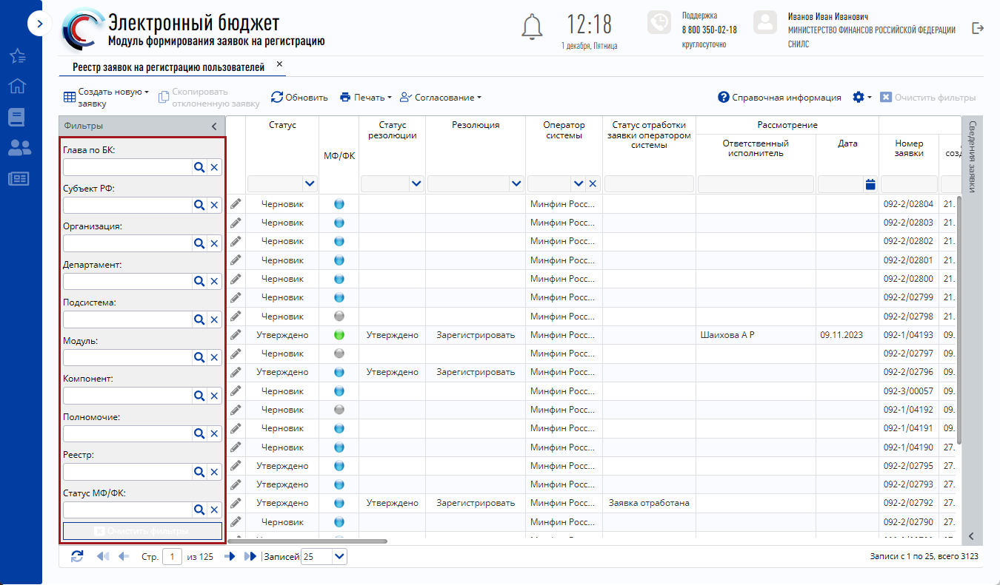 Электронный бюджет
Модуль формирования заявок на регистрацию
12:18
1 декабря, Пятница
Поддержка
8 800 350-02-18
круглосуточно
Иванов Иван Иванович
МИНИСТЕРСТВО ФИНАНСОВ РОССИЙСКОЙ ФЕДЕРАЦИИ
СНИЛС
Реестр заявок на регистрацию пользователей
Создать новую
заявку
Скопировать
отклоненную заявку
Обновить
Печать
Согласование
Справочная информация
Очистить фильтры
Фильтры
Глава по БК:
Субъект РФ:
Организация:
Департамент:
Подсистема:
Модуль:
Компонент:
Полномочие:
Реестр:
Статус МФ/ФК:
Очистить фильтры
Статус
МФ/ФК
Статус
резолюции
Резолюция
Оператор
системы
Статус отработки
заявки оператором
системы
Рассмотрение
Ответственный
исполнитель
Дата
Номер
заявки
созд
Сведения заявки
Черновик Минфин Росс... 092-2/02804 21.
Черновик Минфин Росс... 092-2/02803 21.
Черновик Минфин Росс... 092-2/02802 21.
Черновик Минфин Росс... 092-2/02801 21.
Черновик Минфин Росс... 092-2/02800 21.
Черновик Минфин Росс... 092-2/02799 21.
Черновик Минфин Росс... 092-2/02798 21.
Утверждено Утверждено Зарегистрировать Минфин Росс... Шаихова А Р 09.11.2023 092-1/04193 09.
Черновик Минфин Росс... 092-2/02797 09.
Утверждено Утверждено Зарегистрировать Минфин Росс... 092-2/02796 09.
Черновик Минфин Росс... 092-3/00057 09.
Черновик Минфин Росс... 092-1/04192 09.
Черновик Минфин Росс... 092-1/04191 09.
Черновик Минфин Росс... 092-1/04190 27.
Утверждено Минфин Росс... 092-2/02795 27.
Утверждено Минфин Росс... 092-2/02793 27.
Утверждено Утверждено Зарегистрировать Минфин Росс... Заявка отработана 092-2/02792 27.
Черновик Минфин Росс... 092-2/02790 27.
Стр. 1 из 125 Записей 25
Записи с 1 по 25, всего 3123